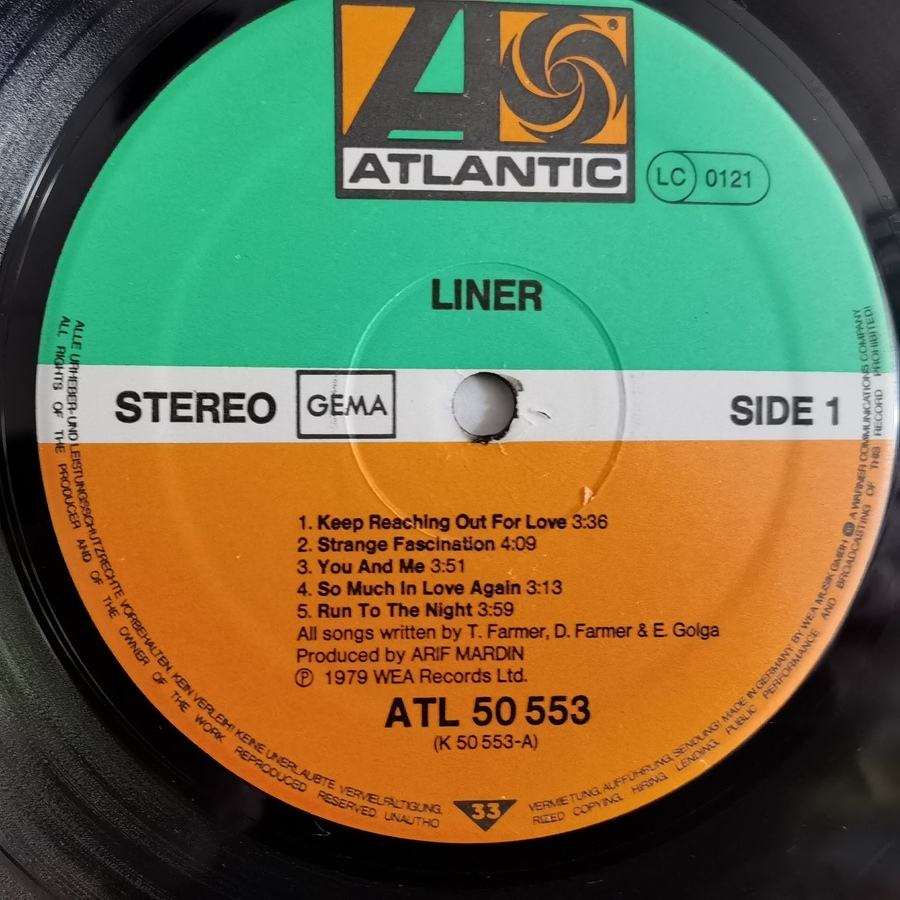 ATLANTIC
®
LC 0121
LINER
STEREO GEMA SIDE 1
1. Keep Reaching Out For Love 3:36
2. Strange Fascination 4:09
3. You And Me 3:51
4. So Much In Love Again 3:13
5. Run To The Night 3:59
All songs written by T. Farmer, D. Farmer & E. Golga
Produced by ARIF MARDIN
℗ 1979 WEA Records Ltd.
ATL 50 553
(K 50 553-A)
33
ALLE URHEBER-UND LEISTUNGSSCHUTZRECHTE VORBEHALTEN. KEIN VERLEIH! KEINE UNERLAUBTE VERVIELFÄLTIGUNG, VERMIETUNG, AUFFÜHRUNG, SENDUNG! MADE IN GERMANY BY WEA MUSIK GMBH A WARNER COMMUNICATIONS COMPANY
ALL RIGHTS OF THE PRODUCER AND OF THE OWNER OF THE WORK REPRODUCED RESERVED UNAUTHO RIZED COPYING, HIRING, LENDING, PUBLIC PERFORMANCE AND BROADCASTING OF THIS RECORD PROHIBITED!